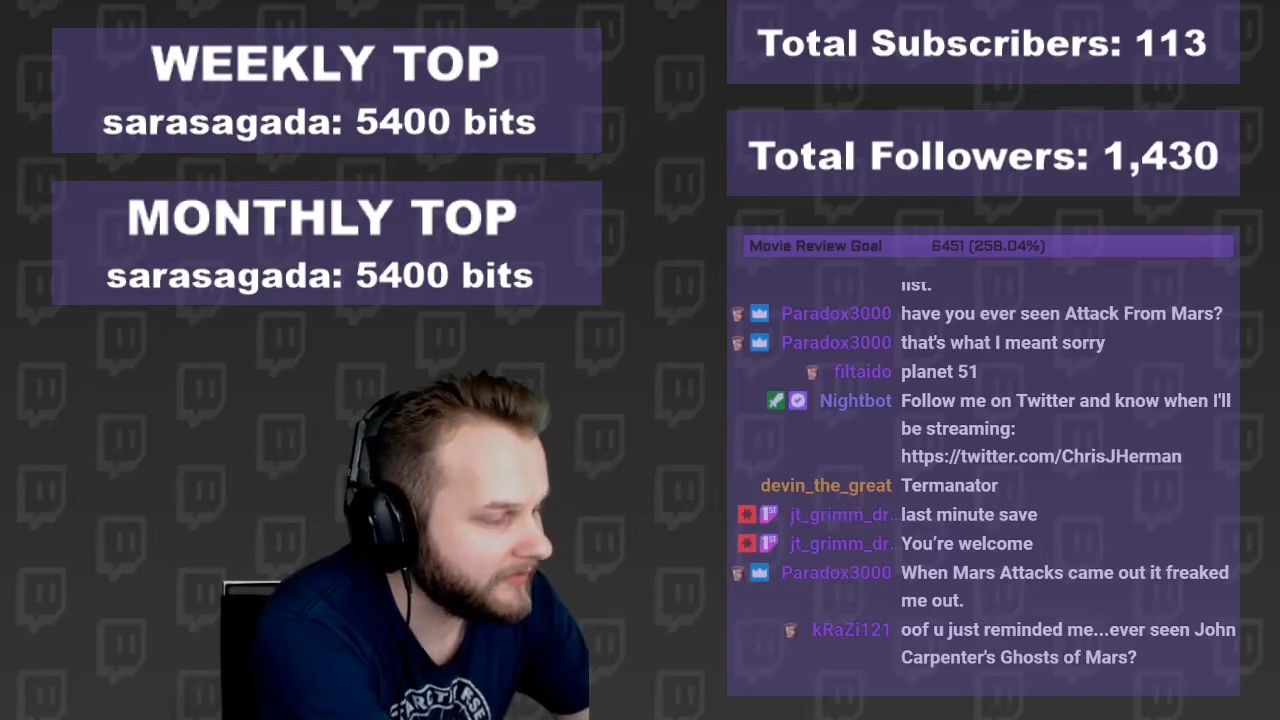 WEEKLY TOP
sarasagada: 5400 bits
MONTHLY TOP
sarasagada: 5400 bits
Total Subscribers: 113
Total Followers: 1,430
Movie Review Goal 6451 (258.04%)
list.
Paradox3000 have you ever seen Attack From Mars?
Paradox3000 that's what I meant sorry
filtaido planet 51
Nightbot Follow me on Twitter and know when I'll
be streaming:
https://twitter.com/ChrisJHerman
devin_the_great Termanator
1ST jt_grimm_dr... last minute save
1ST jt_grimm_dr... You’re welcome
Paradox3000 When Mars Attacks came out it freaked
me out.
kRaZi121 oof u just reminded me...ever seen John
Carpenter's Ghosts of Mars?